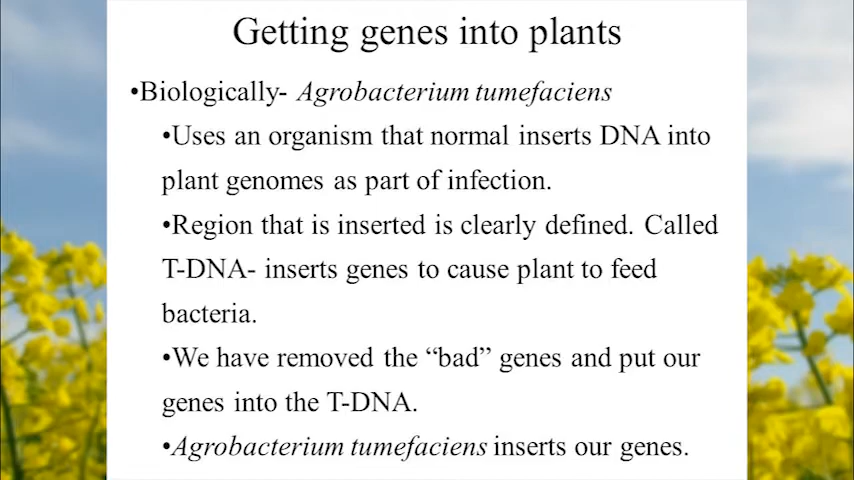 Getting genes into plants
•Biologically- Agrobacterium tumefaciens
•Uses an organism that normal inserts DNA into
plant genomes as part of infection.
•Region that is inserted is clearly defined. Called
T-DNA- inserts genes to cause plant to feed
bacteria.
•We have removed the “bad” genes and put our
genes into the T-DNA.
•Agrobacterium tumefaciens inserts our genes.